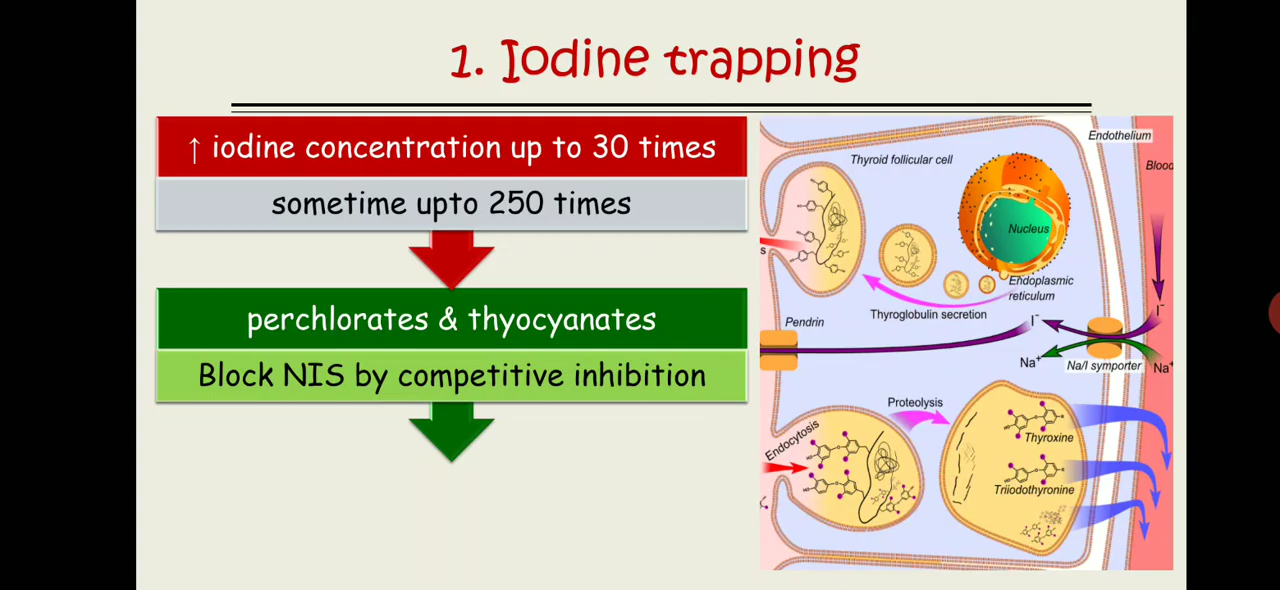 1. Iodine trapping
↑ iodine concentration up to 30 times
sometime upto 250 times
perchlorates & thyocyanates
Block NIS by competitive inhibition
Endothelium
Thyroid follicular cell
Blood
Nucleus
s
Endoplasmic
reticulum
Thyroglobulin secretion
I⁻
I⁻
Pendrin
Na⁺
Na/I symporter
Na⁺
Proteolysis
Endocytosis
Thyroxine
Triiodothyronine